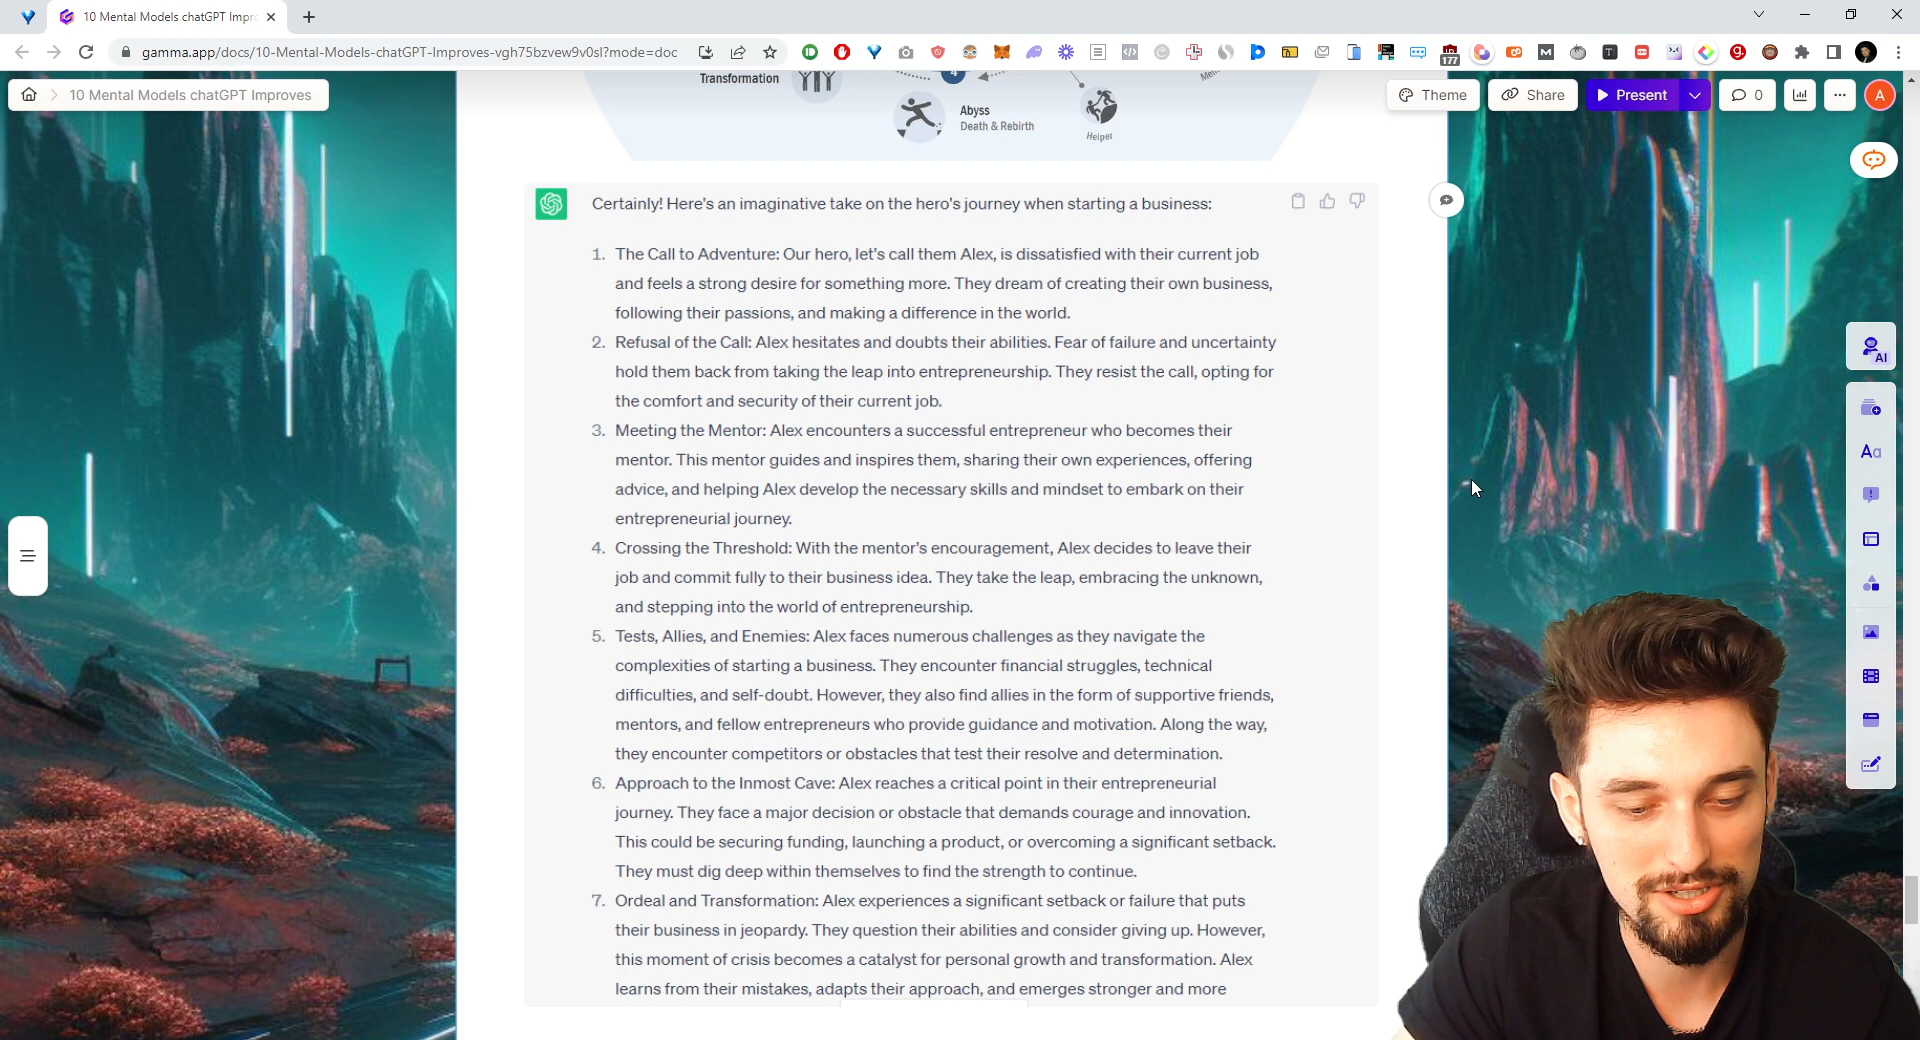 10 Mental Models chatGPT Impr
gamma.app/docs/10-Mental-Models-chatGPT-Improves-vgh75bzvew9v0sl?mode=doc
177
Transformation
4
10 Mental Models chatGPT Improves
Abyss
Death & Rebirth
Helper
Theme
Share
Present
0
A
Certainly! Here's an imaginative take on the hero's journey when starting a business:
1. The Call to Adventure: Our hero, let's call them Alex, is dissatisfied with their current job
and feels a strong desire for something more. They dream of creating their own business,
following their passions, and making a difference in the world.
2. Refusal of the Call: Alex hesitates and doubts their abilities. Fear of failure and uncertainty
hold them back from taking the leap into entrepreneurship. They resist the call, opting for
the comfort and security of their current job.
3. Meeting the Mentor: Alex encounters a successful entrepreneur who becomes their
mentor. This mentor guides and inspires them, sharing their own experiences, offering
advice, and helping Alex develop the necessary skills and mindset to embark on their
entrepreneurial journey.
4. Crossing the Threshold: With the mentor's encouragement, Alex decides to leave their
job and commit fully to their business idea. They take the leap, embracing the unknown,
and stepping into the world of entrepreneurship.
5. Tests, Allies, and Enemies: Alex faces numerous challenges as they navigate the
complexities of starting a business. They encounter financial struggles, technical
difficulties, and self-doubt. However, they also find allies in the form of supportive friends,
mentors, and fellow entrepreneurs who provide guidance and motivation. Along the way,
they encounter competitors or obstacles that test their resolve and determination.
6. Approach to the Inmost Cave: Alex reaches a critical point in their entrepreneurial
journey. They face a major decision or obstacle that demands courage and innovation.
This could be securing funding, launching a product, or overcoming a significant setback.
They must dig deep within themselves to find the strength to continue.
7. Ordeal and Transformation: Alex experiences a significant setback or failure that puts
their business in jeopardy. They question their abilities and consider giving up. However,
this moment of crisis becomes a catalyst for personal growth and transformation. Alex
learns from their mistakes, adapts their approach, and emerges stronger and more
AI
Aa